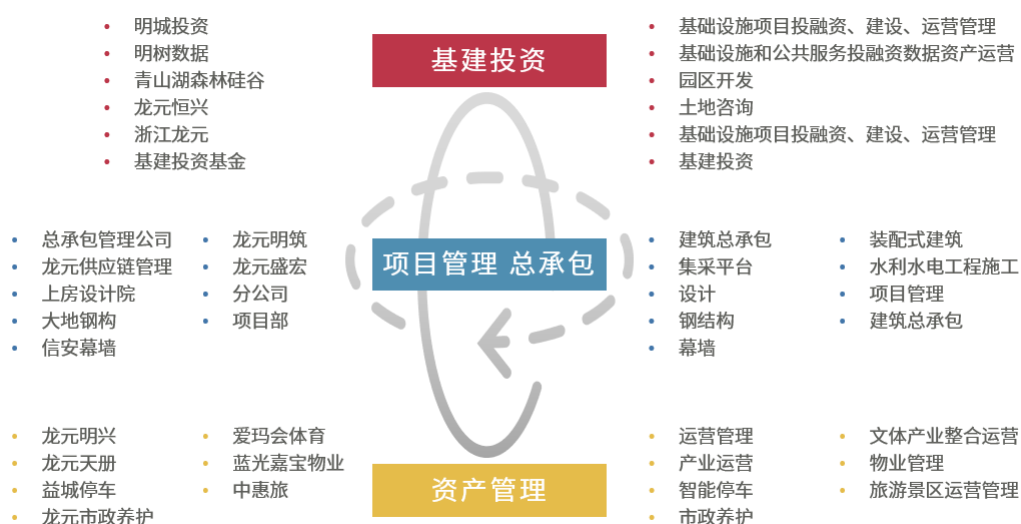 明城投资
明树数据
青山湖森林硅谷
龙元恒兴
浙江龙元
基建投资基金
基建投资
基础设施项目投融资、建设、运营管理
基础设施和公共服务投融资数据资产运营
园区开发
土地咨询
基础设施项目投融资、建设、运营管理
基建投资
总承包管理公司
龙元供应链管理
上房设计院
大地钢构
信安幕墙
龙元明筑
龙元盛宏
分公司
项目部
项目管理 总承包
建筑总承包
集采平台
设计
钢结构
幕墙
装配式建筑
水利水电工程施工
项目管理
建筑总承包
龙元明兴
龙元天册
益城停车
龙元市政养护
爱玛会体育
蓝光嘉宝物业
中惠旅
资产管理
运营管理
产业运营
智能停车
市政养护
文体产业整合运营
物业管理
旅游景区运营管理